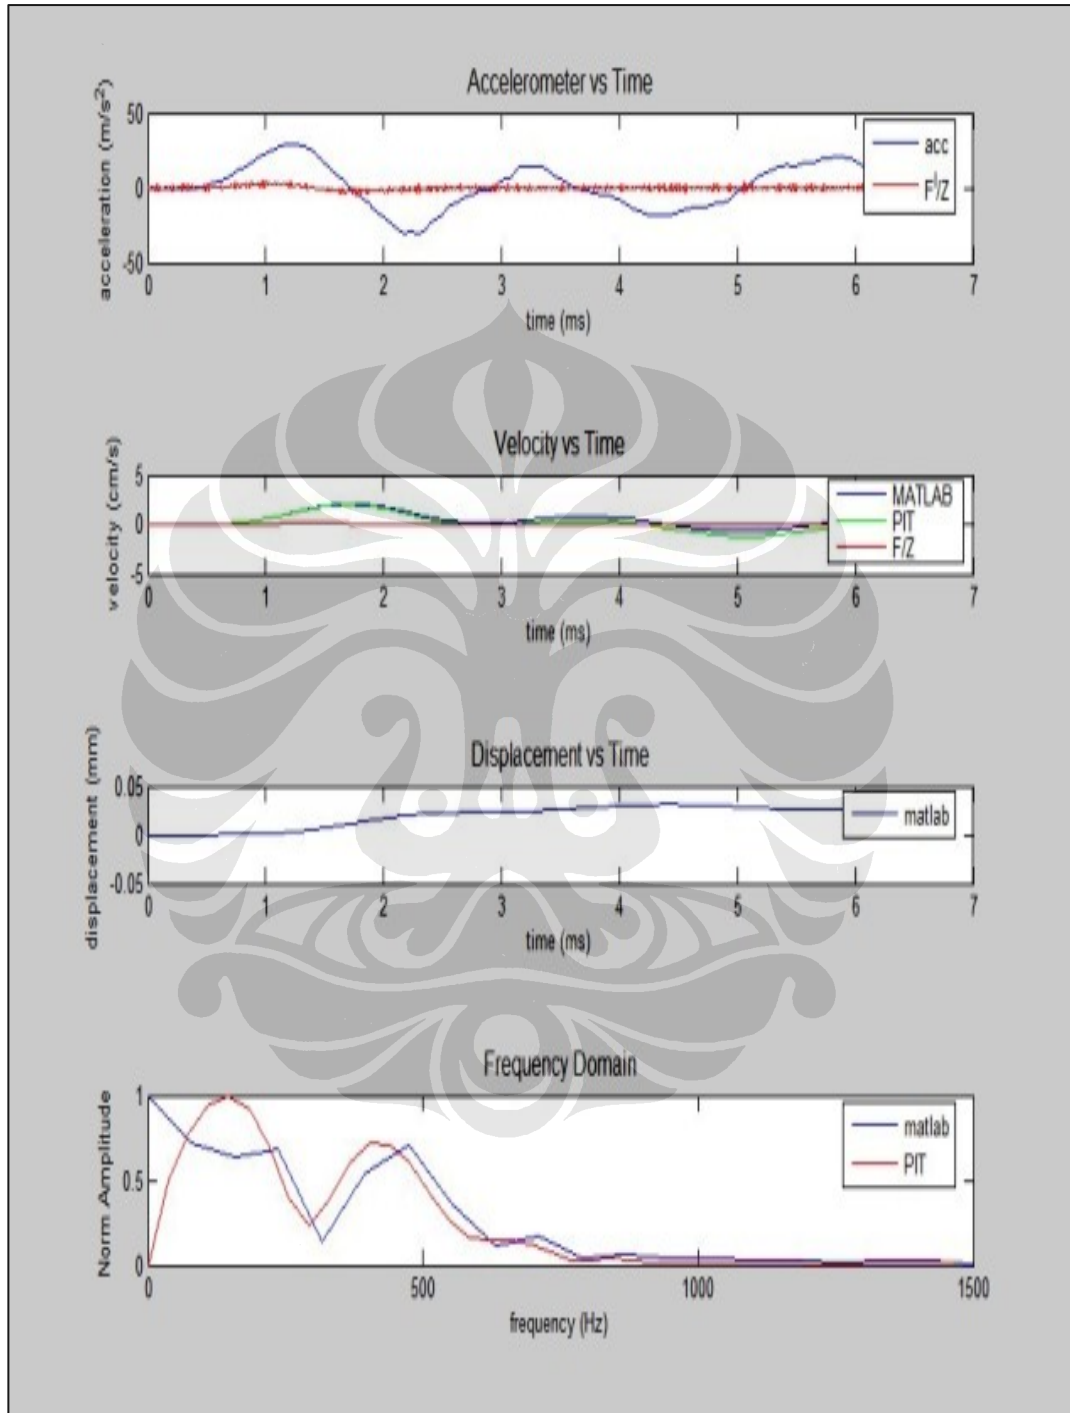 Accelerometer vs Time
acceleration (m/s²)
50
0
-50
0 1 2 3 4 5 6 7
time (ms)
acc
F/Z
Velocity vs Time
velocity (cm/s)
5
0
-5
0 1 2 3 4 5 6 7
time (ms)
MATLAB
PIT
F/Z
Displacement vs Time
displacement (mm)
0.05
0
-0.05
0 1 2 3 4 5 6 7
time (ms)
matlab
Frequency Domain
Norm Amplitude
1
0.5
0
0 500 1000 1500
frequency (Hz)
matlab
PIT